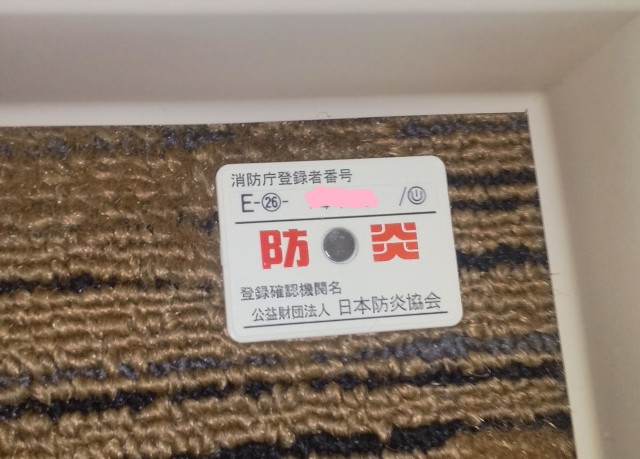 消防庁登録者番号
E-㉖- /
防炎
登録確認機関名
公益財団法人 日本防炎協会